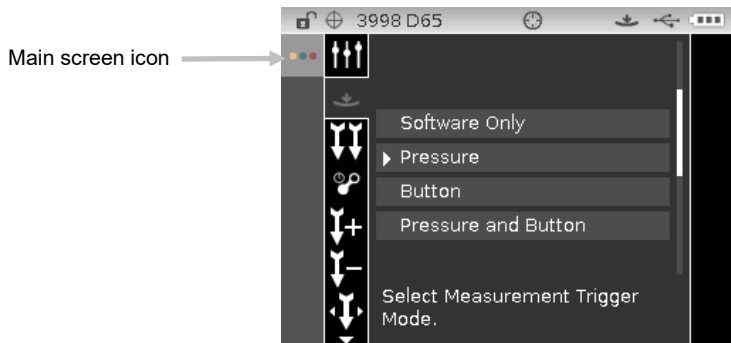 3998 D65
Main screen icon
Software Only
Pressure
Button
Pressure and Button
Select Measurement Trigger
Mode.